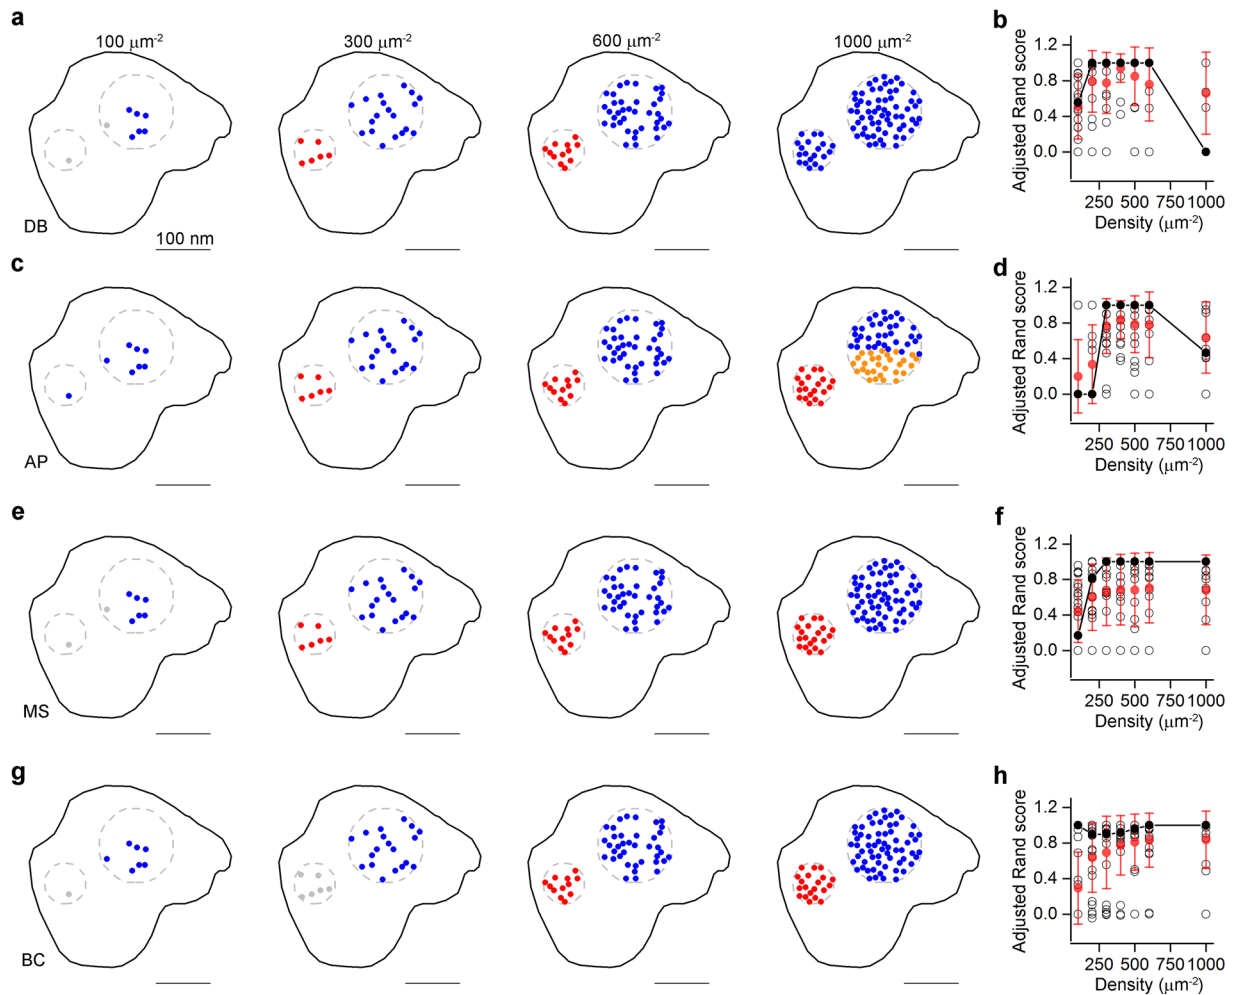 a
100 μm-2
300 μm-2
600 μm-2
1000 μm-2
DB
100 nm
b
Adjusted Rand score
1.2
0.8
0.4
0.0
250 500 750 1000
Density (μm-2)
c
AP
d
Adjusted Rand score
1.2
0.8
0.4
0.0
250 500 750 1000
Density (μm-2)
e
MS
f
Adjusted Rand score
1.2
0.8
0.4
0.0
250 500 750 1000
Density (μm-2)
g
BC
h
Adjusted Rand score
1.2
0.8
0.4
0.0
250 500 750 1000
Density (μm-2)